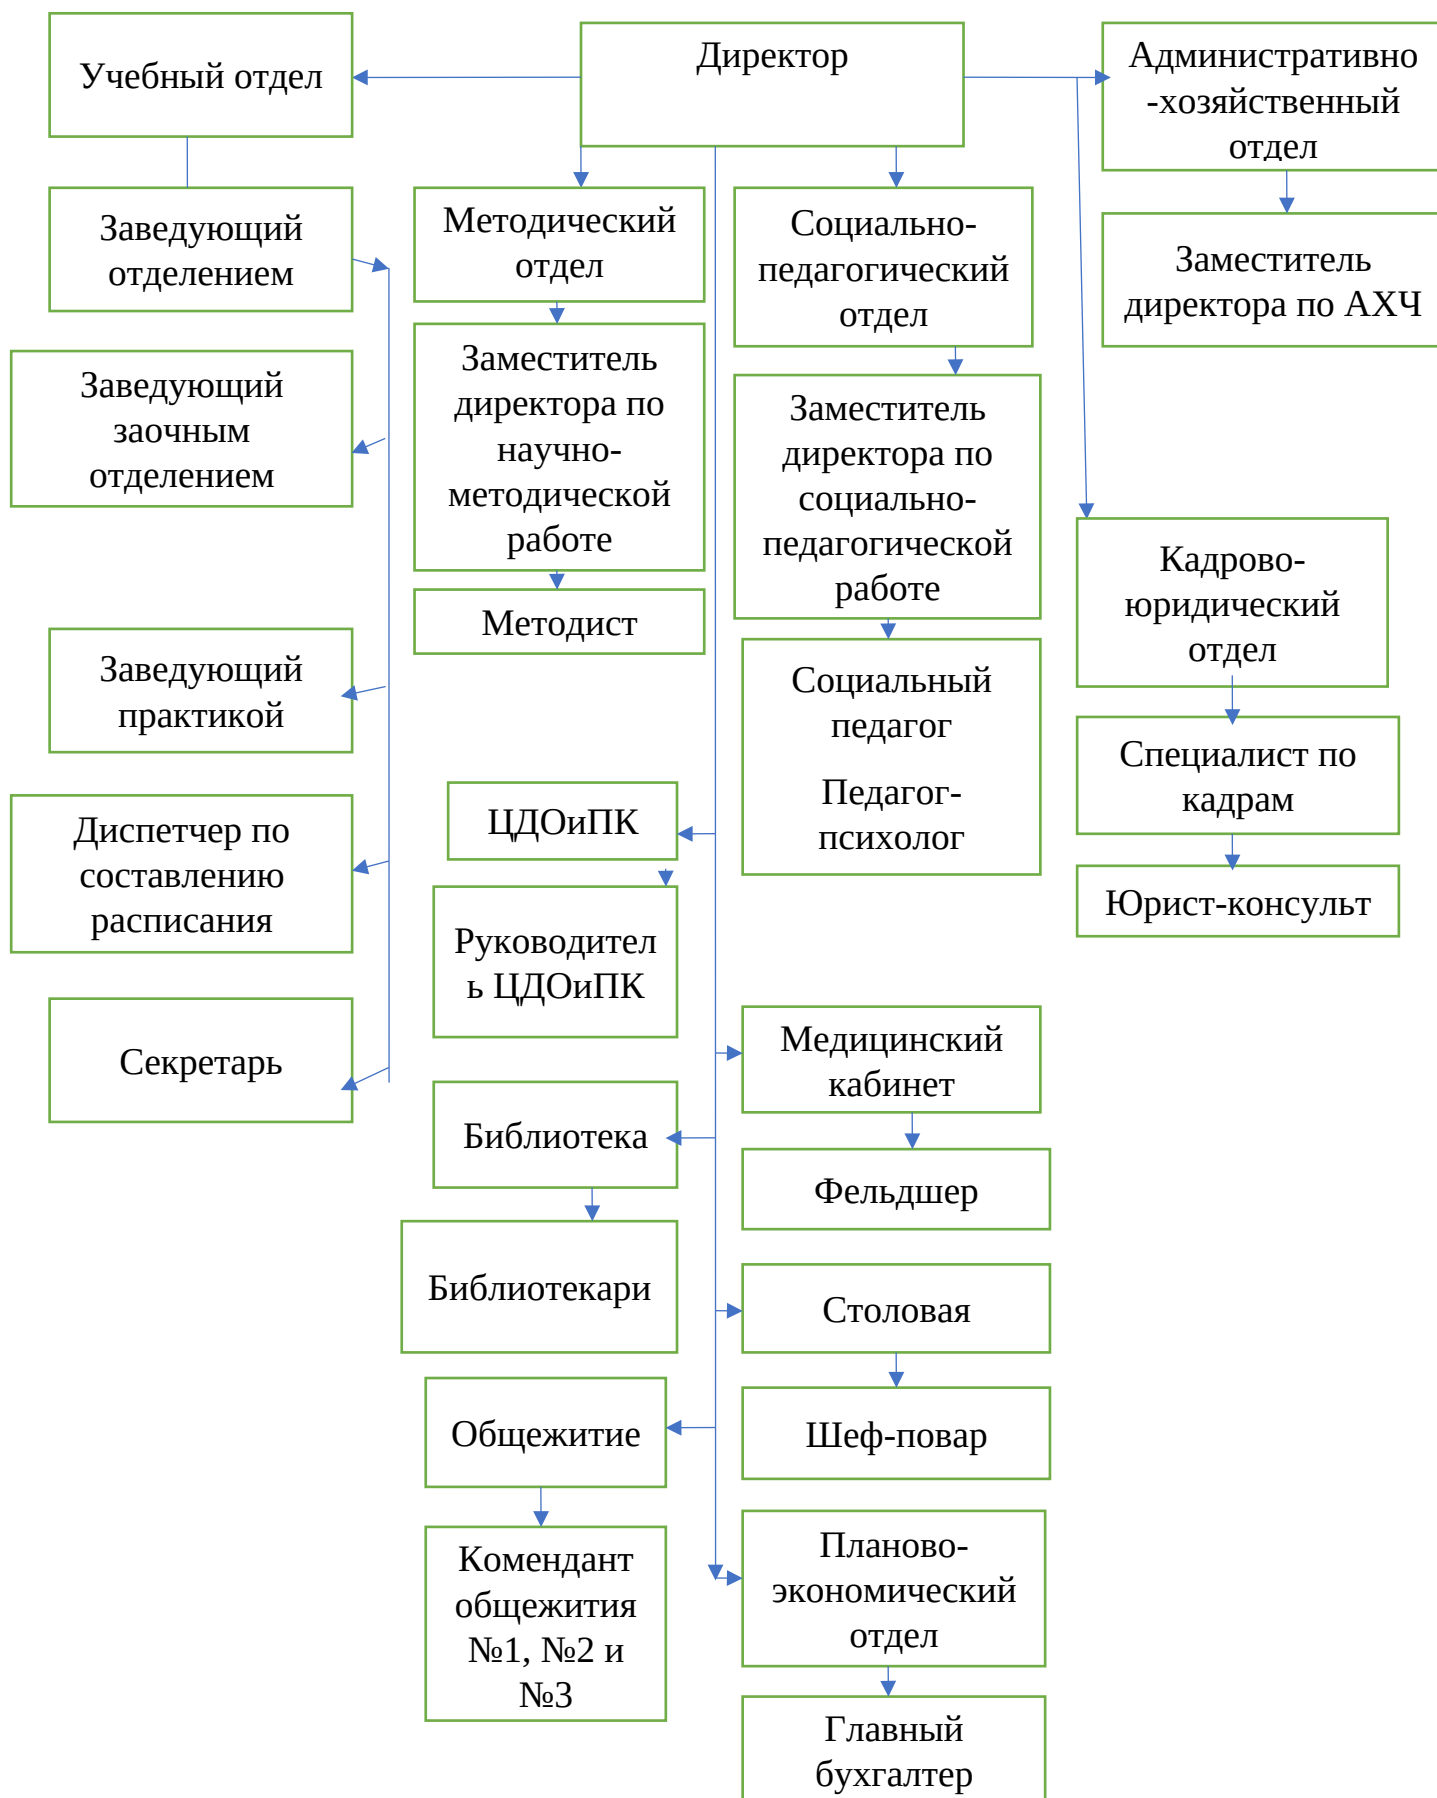 Учебный отдел
Директор
Административно
-хозяйственный
отдел
Заведующий
отделением
Методический
отдел
Социально-
педагогический
отдел
Заместитель
директора по АХЧ
Заведующий
заочным
отделением
Заместитель
директора по
научно-
методической
работе
Заместитель
директора по
социально-
педагогической
работе
Кадрово-
юридический
отдел
Методист
Заведующий
практикой
Социальный
педагог
Педагог-
психолог
Специалист по
кадрам
ЦДОиПК
Диспетчер по
составлению
расписания
Юрист-консульт
Руководител
ь ЦДОиПК
Секретарь
Медицинский
кабинет
Библиотека
Фельдшер
Библиотекари
Столовая
Общежитие
Шеф-повар
Комендант
общежития
№1, №2 и
№3
Планово-
экономический
отдел
Главный
бухгалтер